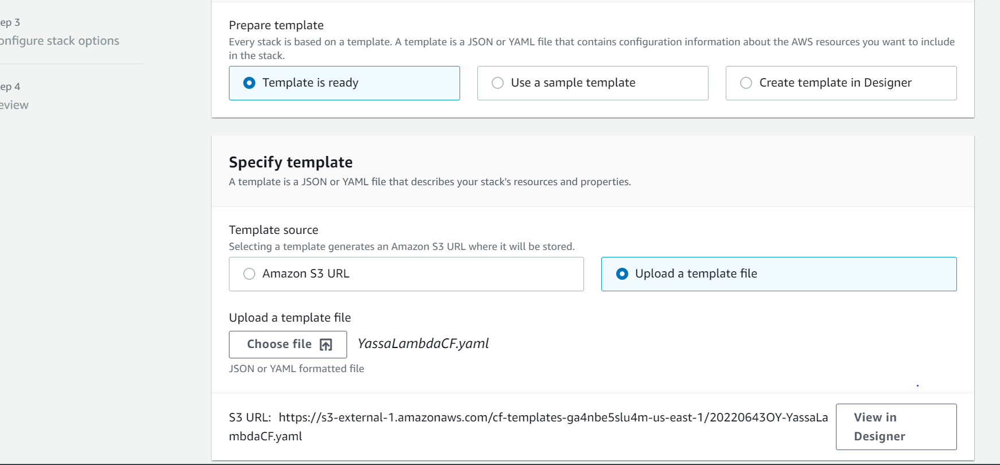 ep 3
onfigure stack options
ep 4
eview
Prepare template
Every stack is based on a template. A template is a JSON or YAML file that contains configuration information about the AWS resources you want to include
in the stack.
Template is ready
Use a sample template
Create template in Designer
Specify template
A template is a JSON or YAML file that describes your stack's resources and properties.
Template source
Selecting a template generates an Amazon S3 URL where it will be stored.
Amazon S3 URL
Upload a template file
Upload a template file
Choose file
YassaLambdaCF.yaml
JSON or YAML formatted file
S3 URL: https://s3-external-1.amazonaws.com/cf-templates-ga4nbe5slu4m-us-east-1/20220643OY-YassaLa
mbdaCF.yaml
View in
Designer